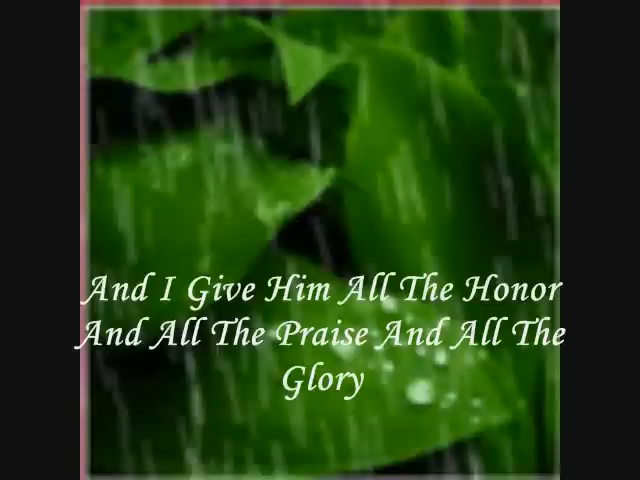 And I Give Him All The Honor
And All The Praise And All The
Glory